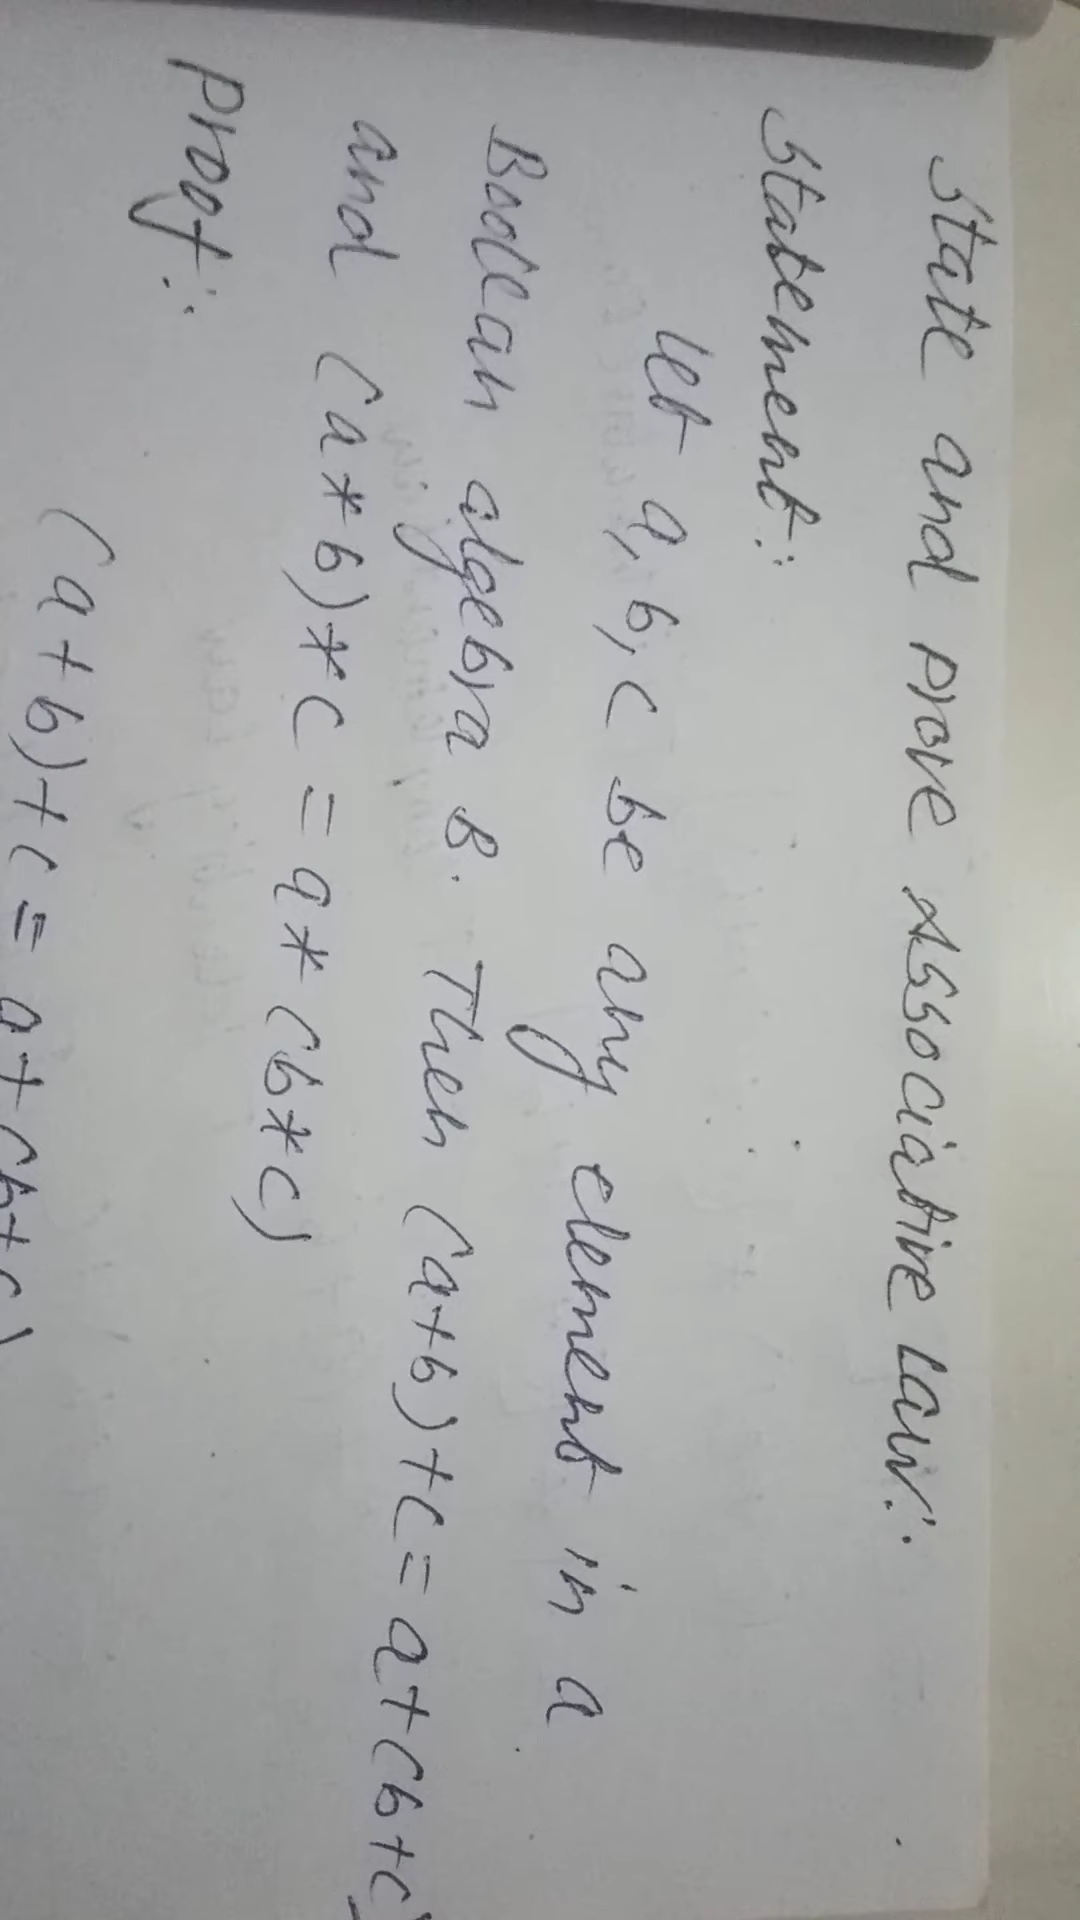 State and prove Associative Law:
Statement:
let a, b, c be any element in a
Boolean algebra B. Then (a+b)+c = a+(b+c)
and (a*b)*c = a*(b*c)
Proof:
(a+b)+c = a+(b+c)